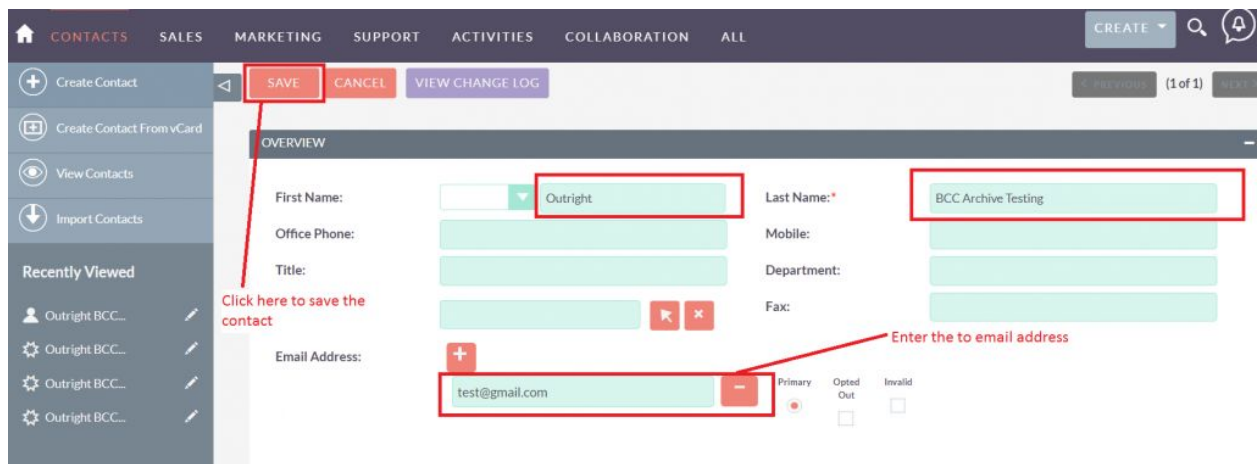 CONTACTS SALES MARKETING SUPPORT ACTIVITIES COLLABORATION ALL CREATE
Create Contact
SAVE CANCEL VIEW CHANGE LOG < PREVIOUS (1 of 1) NEXT >
Create Contact From vCard
OVERVIEW
View Contacts
First Name: Outright Last Name:* BCC Archive Testing
Import Contacts
Office Phone: Mobile:
Recently Viewed
Title: Department:
Click here to save the
contact
Outright BCC...
Fax:
Enter the to email address
Outright BCC...
Email Address:
Outright BCC...
test@gmail.com Primary Opted
Out Invalid
Outright BCC...